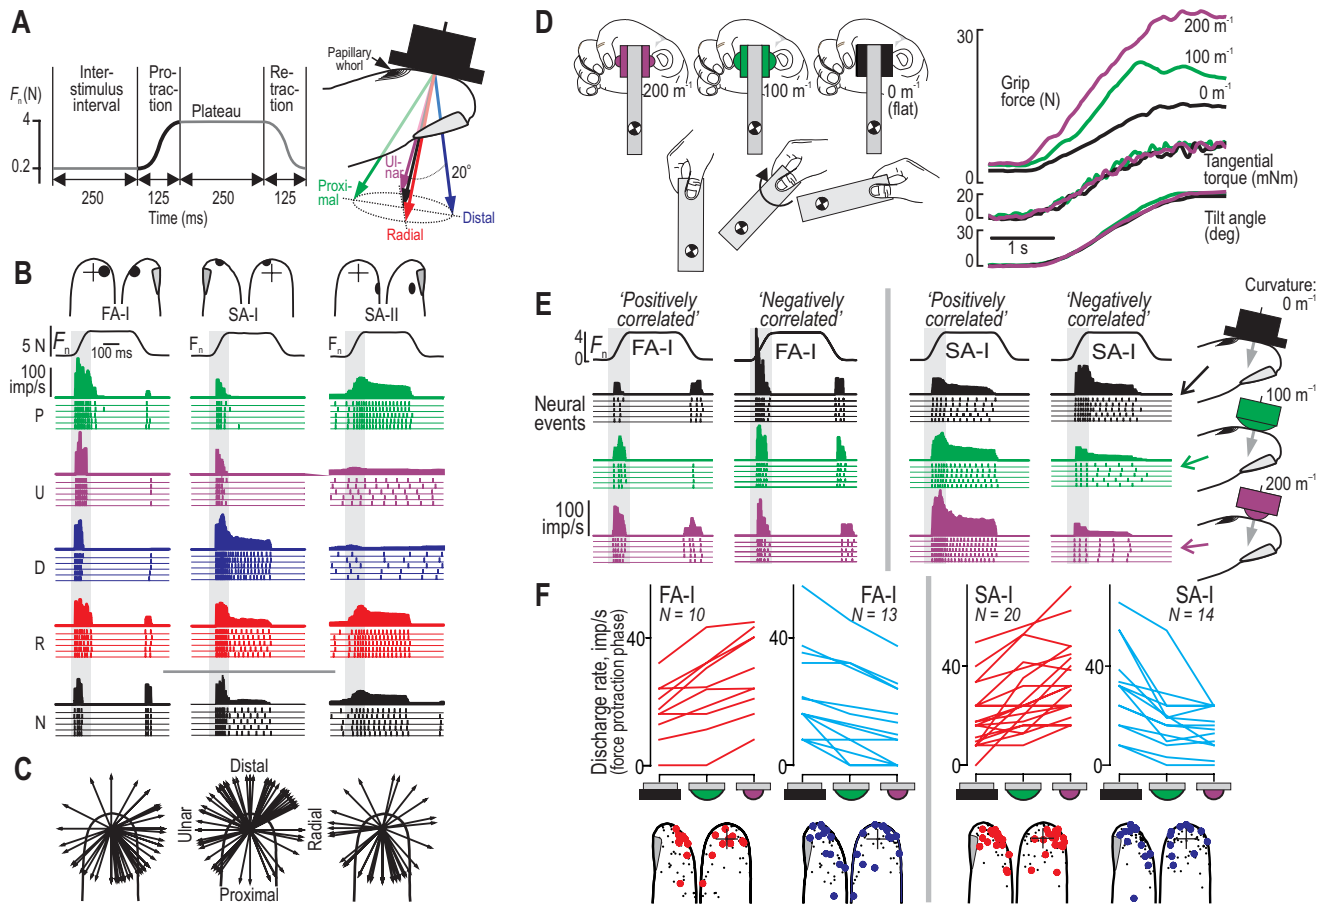 A
Inter-
stimulus
interval
Pro-
trac-
tion
Plateau
Re-
trac-
tion
Fn (N)
4
0.2
250
125
250
125
Time (ms)
Papillary
whorl
Ul-
nar
20°
Proxi-
mal
Distal
Radial
B
FA-I
SA-I
SA-II
5 N
Fn
100 ms
Fn
Fn
100
imp/s
P
U
D
R
N
C
Distal
Ulnar
Radial
Proximal
D
200 m⁻¹
100 m⁻¹
0 m⁻¹
(flat)
30
Grip
force (N)
0
200 m⁻¹
100 m⁻¹
0 m⁻¹
20
0
Tangential
torque (mNm)
30
0
Tilt angle
(deg)
1 s
E
'Positively
correlated'
'Negatively
correlated'
'Positively
correlated'
'Negatively
correlated'
Curvature:
0 m⁻¹
4
0
Fn
FA-I
FA-I
SA-I
SA-I
Neural
events
100 m⁻¹
200 m⁻¹
100
imp/s
F
Discharge rate, imp/s
(force protraction phase)
FA-I
N = 10
FA-I
N = 13
SA-I
N = 20
SA-I
N = 14
40
0
40
0
40
0
40
0